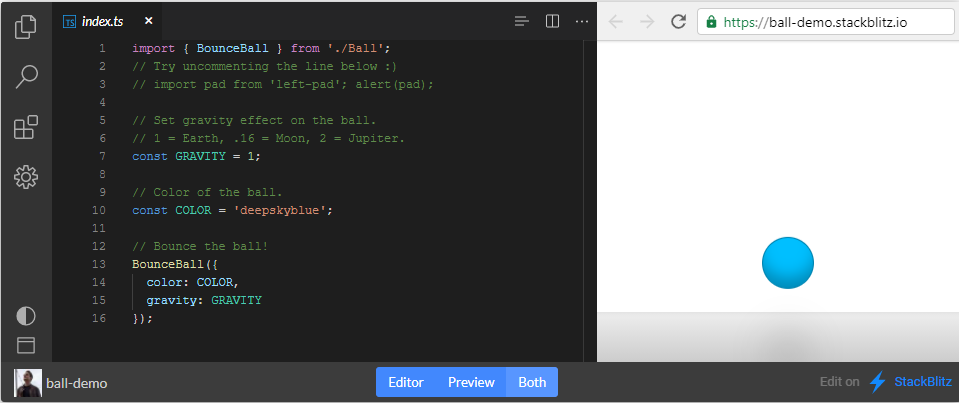 TS index.ts ×
https://ball-demo.stackblitz.io
1 import { BounceBall } from './Ball';
2 // Try uncommenting the line below :)
3 // import pad from 'left-pad'; alert(pad);
4
5 // Set gravity effect on the ball.
6 // 1 = Earth, .16 = Moon, 2 = Jupiter.
7 const GRAVITY = 1;
8
9 // Color of the ball.
10 const COLOR = 'deepskyblue';
11
12 // Bounce the ball!
13 BounceBall({
14 color: COLOR,
15 gravity: GRAVITY
16 });
ball-demo
Editor Preview Both
Edit on StackBlitz